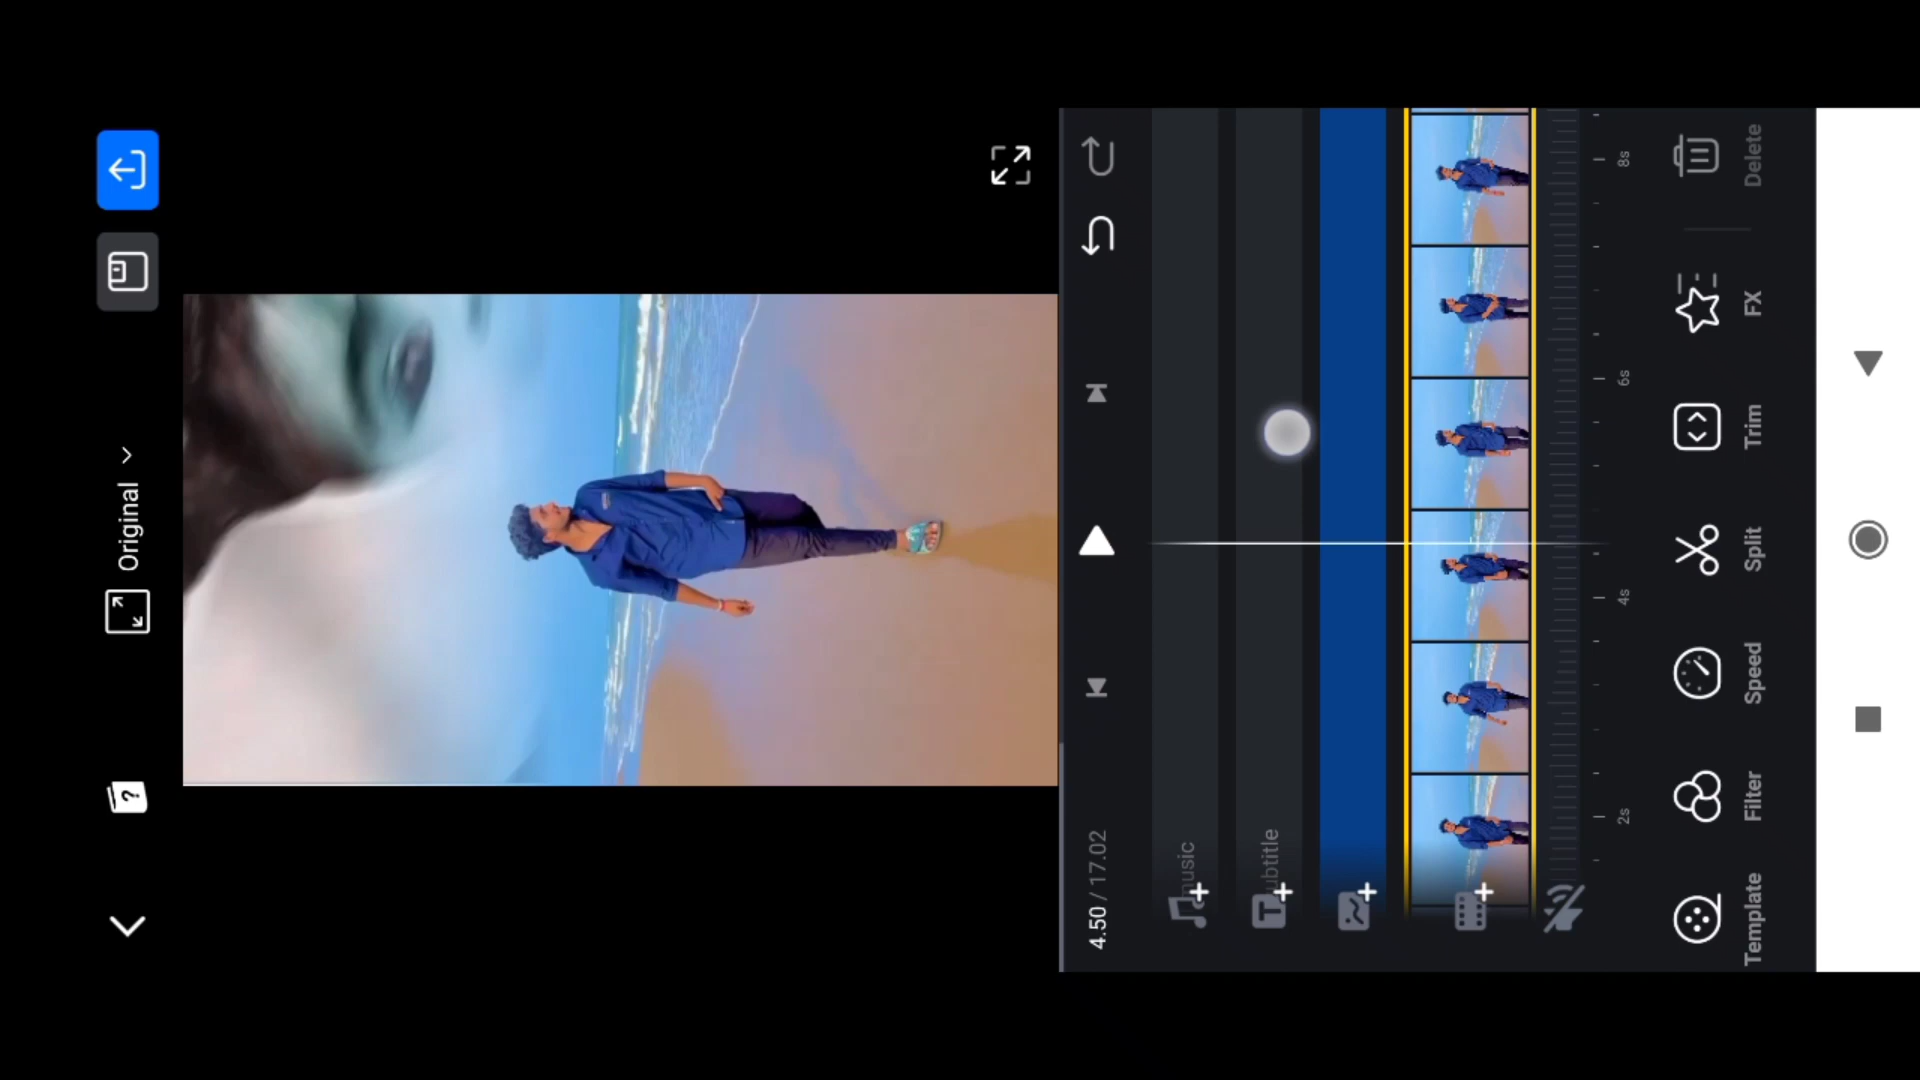 Original
4.50 / 17.02
usic
ubtitle
2s
4s
6s
8s
Template
Filter
Speed
Split
Trim
FX
Delete